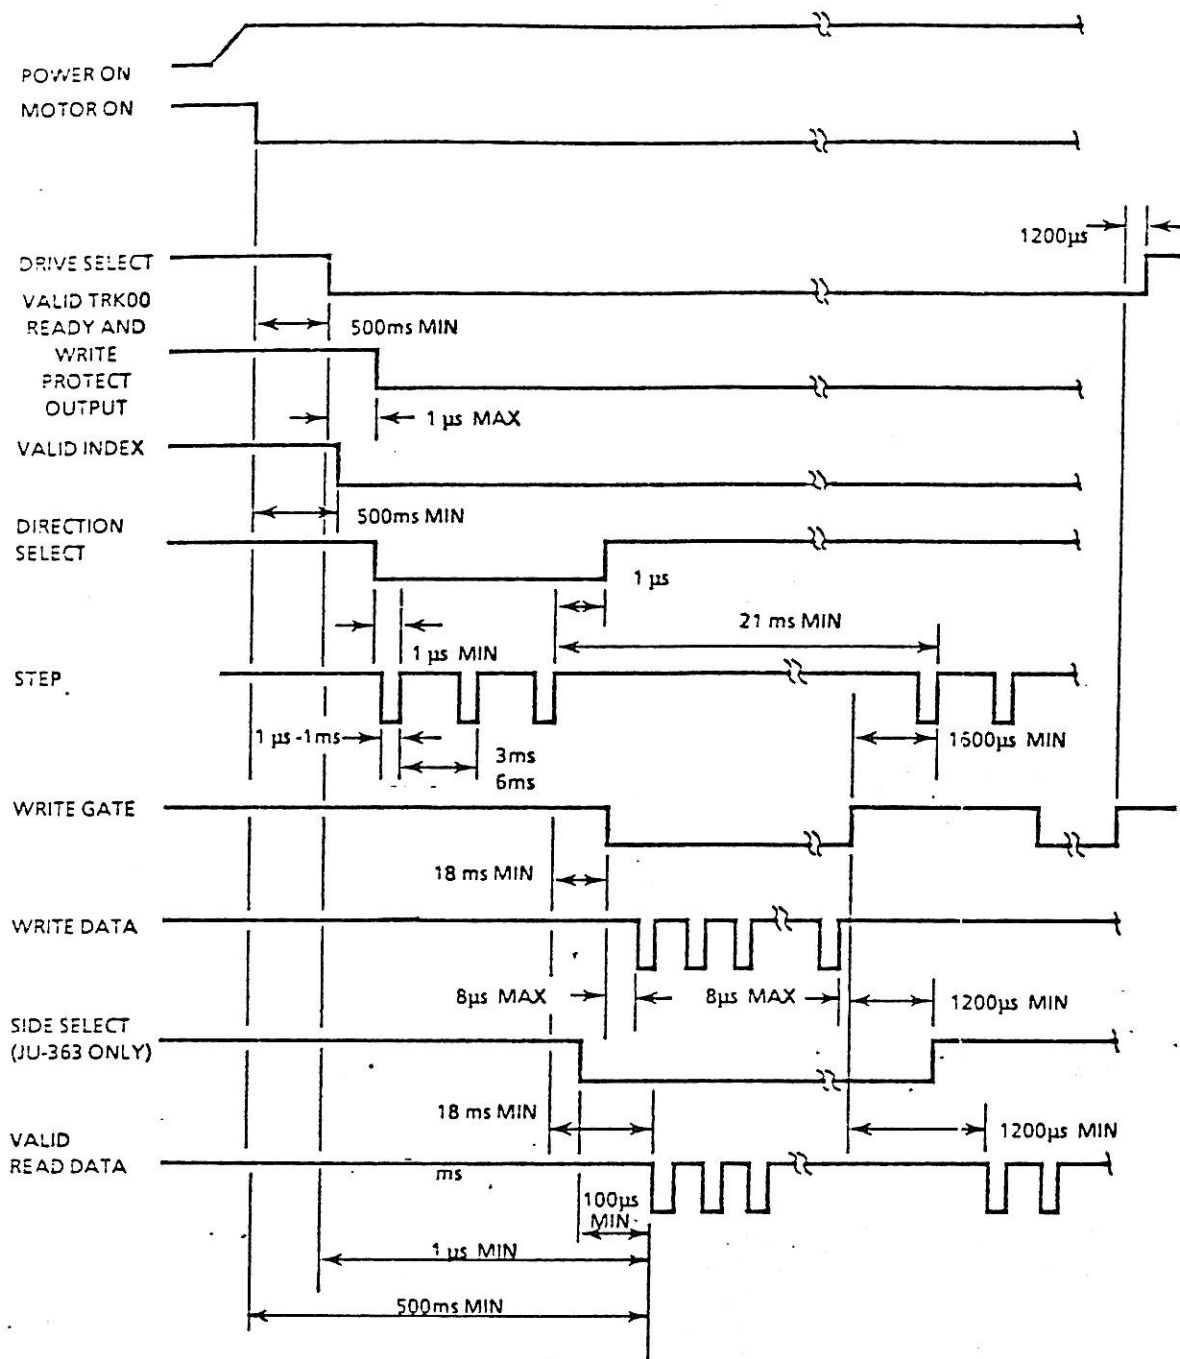 POWER ON
MOTOR ON
1200µs
DRIVE SELECT
VALID TRK00
READY AND
WRITE
PROTECT
OUTPUT
500ms MIN
1 µs MAX
VALID INDEX
500ms MIN
DIRECTION
SELECT
1 µs
21 ms MIN
1 µs MIN
STEP
1 µs -1ms
3ms
6ms
1600µs MIN
WRITE GATE
18 ms MIN
WRITE DATA
8µs MAX
8µs MAX
1200µs MIN
SIDE SELECT
(JU-363 ONLY)
18 ms MIN
1200µs MIN
VALID
READ DATA
ms
100µs
MIN
1 µs MIN
500ms MIN